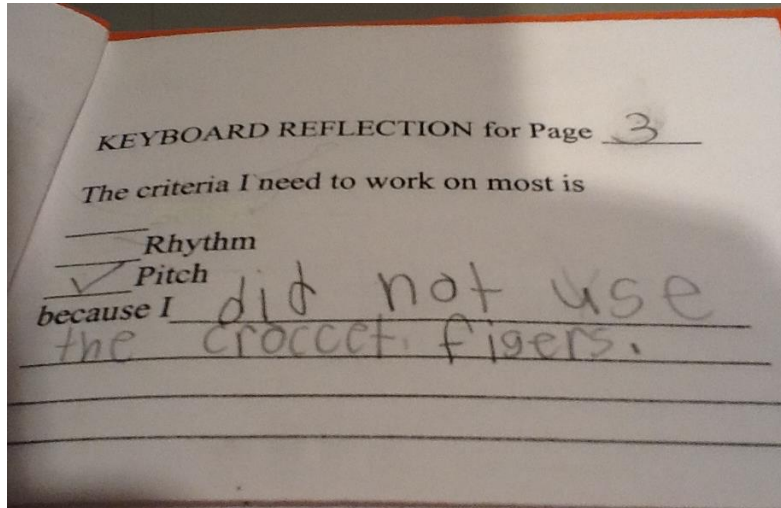 KEYBOARD REFLECTION for Page 3
The criteria I need to work on most is
____Rhythm
✓ Pitch
because I did not use
the croccet figers.